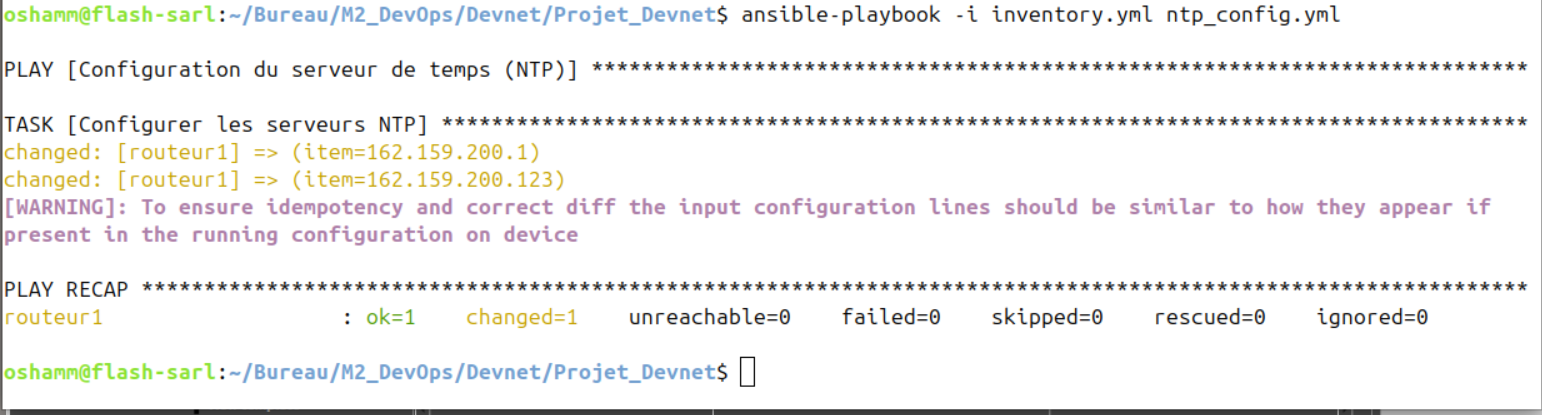 oshamm@flash-sarl:~/Bureau/M2_DevOps/Devnet/Projet_Devnet$ ansible-playbook -i inventory.yml ntp_config.yml
PLAY [Configuration du serveur de temps (NTP)] ***************************************************************************
TASK [Configurer les serveurs NTP] ***************************************************************************************
changed: [routeur1] => (item=162.159.200.1)
changed: [routeur1] => (item=162.159.200.123)
[WARNING]: To ensure idempotency and correct diff the input configuration lines should be similar to how they appear if
present in the running configuration on device
PLAY RECAP ***************************************************************************************************************
routeur1                   : ok=1    changed=1    unreachable=0    failed=0    skipped=0    rescued=0    ignored=0
oshamm@flash-sarl:~/Bureau/M2_DevOps/Devnet/Projet_Devnet$